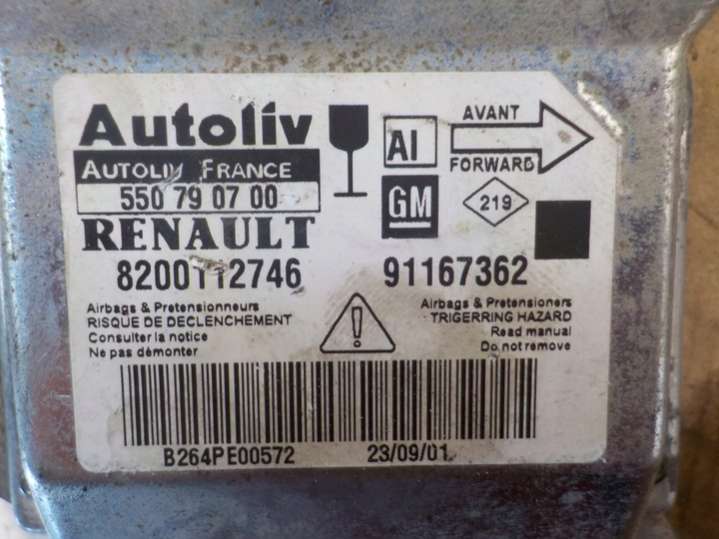 Autoliv
AUTOLIV FRANCE
550 79 07 00
RENAULT
8200112746
AI
GM
AVANT
FORWARD
219
91167362
Airbags & Pretensionneurs
RISQUE DE DECLENCHEMENT
Consulter la notice
Ne pas démonter
Airbags & Pretensioners
TRIGERRING HAZARD
Read manual
Do not remove
B264PE00572
23/09/01